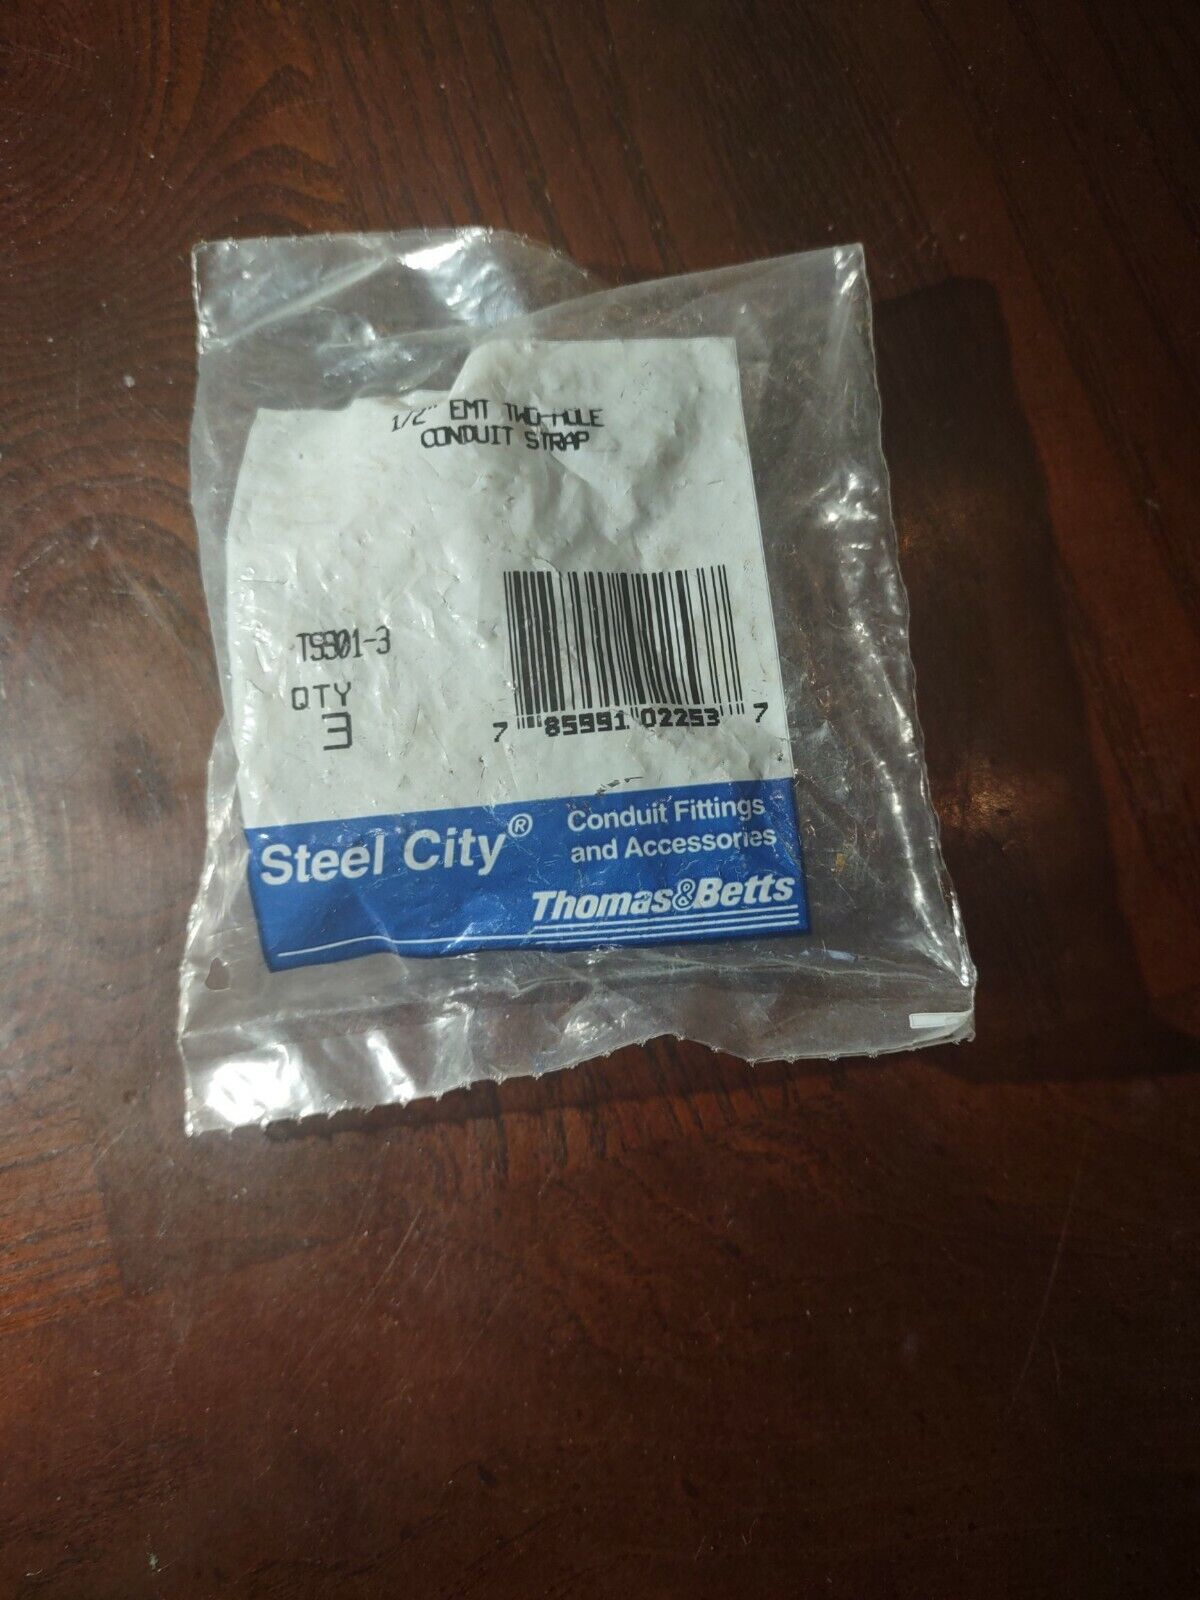 1/2" EMT TWO-HOLE
CONDUIT STRAP
TS901-3
QTY
3
7 85991 02253 7
Steel City® Conduit Fittings
and Accessories
Thomas&Betts